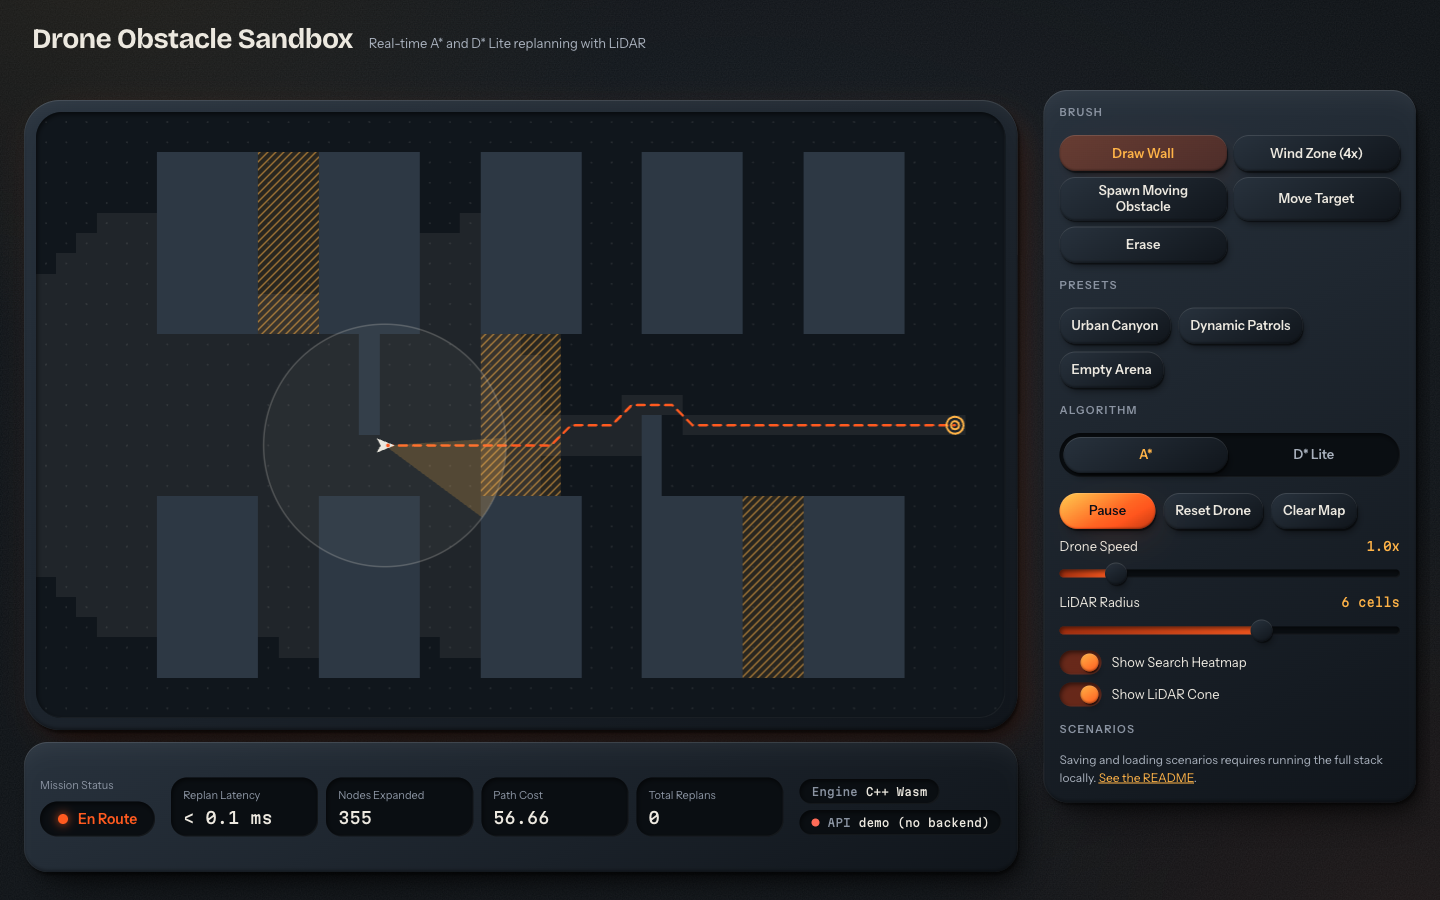 Drone Obstacle Sandbox
Real-time A* and D* Lite replanning with LiDAR
BRUSH
Draw Wall
Wind Zone (4x)
Spawn Moving
Obstacle
Move Target
Erase
PRESETS
Urban Canyon
Dynamic Patrols
Empty Arena
ALGORITHM
A*
D* Lite
Pause
Reset Drone
Clear Map
Drone Speed
1.0x
LiDAR Radius
6 cells
Show Search Heatmap
Show LiDAR Cone
SCENARIOS
Saving and loading scenarios requires running the full stack
locally. See the README.
Mission Status
En Route
Replan Latency
< 0.1 ms
Nodes Expanded
355
Path Cost
56.66
Total Replans
0
Engine C++ Wasm
API demo (no backend)